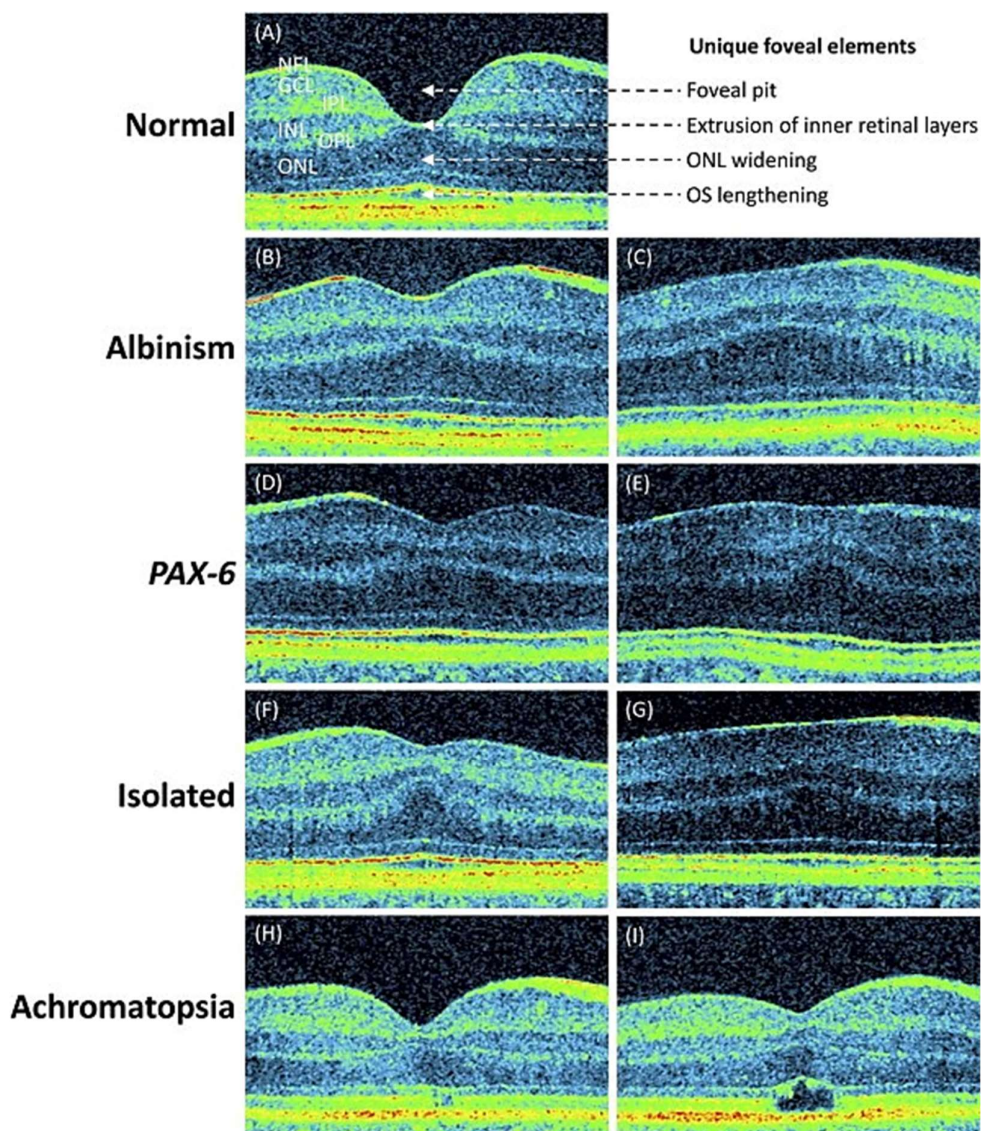 (A)
Unique foveal elements
NFL
GCL
IPL
INL
OPL
ONL
Foveal pit
Extrusion of inner retinal layers
ONL widening
OS lengthening
Normal
(B)
(C)
Albinism
(D)
(E)
PAX-6
(F)
(G)
Isolated
(H)
(I)
Achromatopsia